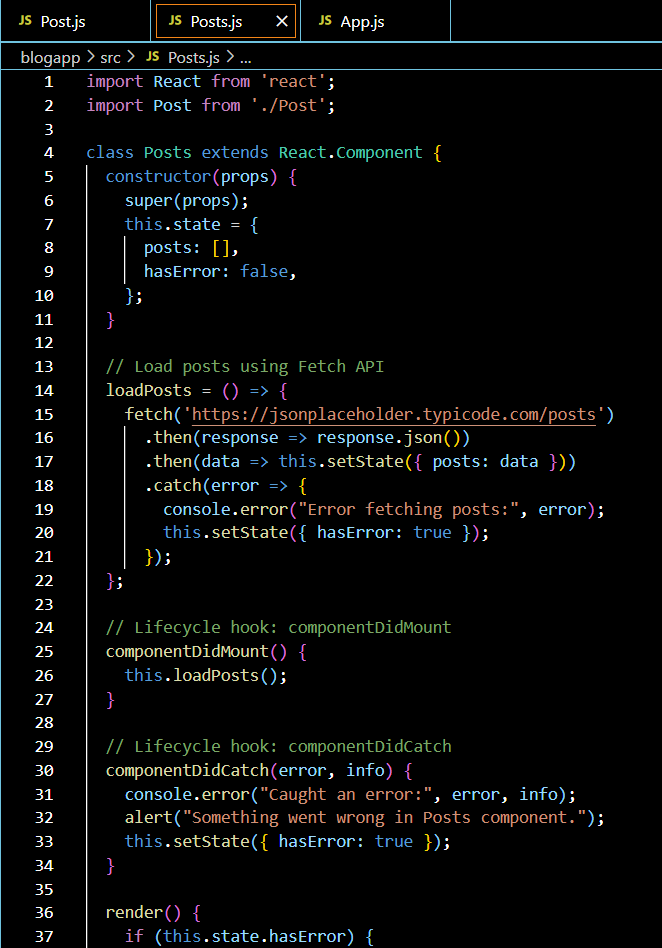 JS Post.js JS Posts.js × JS App.js
blogapp > src > JS Posts.js > ...
1 import React from 'react';
2 import Post from './Post';
3
4 class Posts extends React.Component {
5 constructor(props) {
6 super(props);
7 this.state = {
8 posts: [],
9 hasError: false,
10 };
11 }
12
13 // Load posts using Fetch API
14 loadPosts = () => {
15 fetch('https://jsonplaceholder.typicode.com/posts')
16 .then(response => response.json())
17 .then(data => this.setState({ posts: data }))
18 .catch(error => {
19 console.error("Error fetching posts:", error);
20 this.setState({ hasError: true });
21 });
22 };
23
24 // Lifecycle hook: componentDidMount
25 componentDidMount() {
26 this.loadPosts();
27 }
28
29 // Lifecycle hook: componentDidCatch
30 componentDidCatch(error, info) {
31 console.error("Caught an error:", error, info);
32 alert("Something went wrong in Posts component.");
33 this.setState({ hasError: true });
34 }
35
36 render() {
37 if (this.state.hasError) {